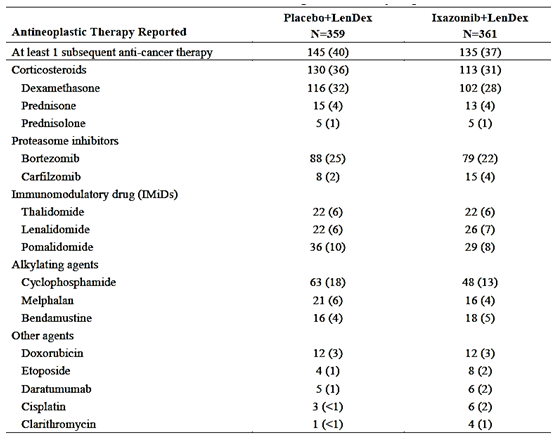 Placebo+LenDex Ixazomib+LenDex
Antineoplastic Therapy Reported N=359 N=361
At least 1 subsequent anti-cancer therapy 145 (40) 135 (37)
Corticosteroids 130 (36) 113 (31)
Dexamethasone 116 (32) 102 (28)
Prednisone 15 (4) 13 (4)
Prednisolone 5 (1) 5 (1)
Proteasome inhibitors
Bortezomib 88 (25) 79 (22)
Carfilzomib 8 (2) 15 (4)
Immunomodulatory drug (IMiDs)
Thalidomide 22 (6) 22 (6)
Lenalidomide 22 (6) 26 (7)
Pomalidomide 36 (10) 29 (8)
Alkylating agents
Cyclophosphamide 63 (18) 48 (13)
Melphalan 21 (6) 16 (4)
Bendamustine 16 (4) 18 (5)
Other agents
Doxorubicin 12 (3) 12 (3)
Etoposide 4 (1) 8 (2)
Daratumumab 5 (1) 6 (2)
Cisplatin 3 (<1) 6 (2)
Clarithromycin 1 (<1) 4 (1)